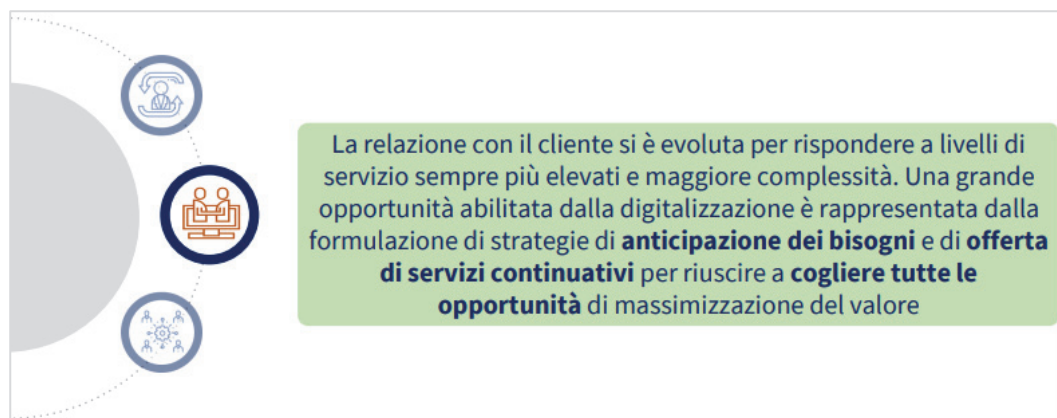 La relazione con il cliente si è evoluta per rispondere a livelli di
servizio sempre più elevati e maggiore complessità. Una grande
opportunità abilitata dalla digitalizzazione è rappresentata dalla
formulazione di strategie di anticipazione dei bisogni e di offerta
di servizi continuativi per riuscire a cogliere tutte le
opportunità di massimizzazione del valore